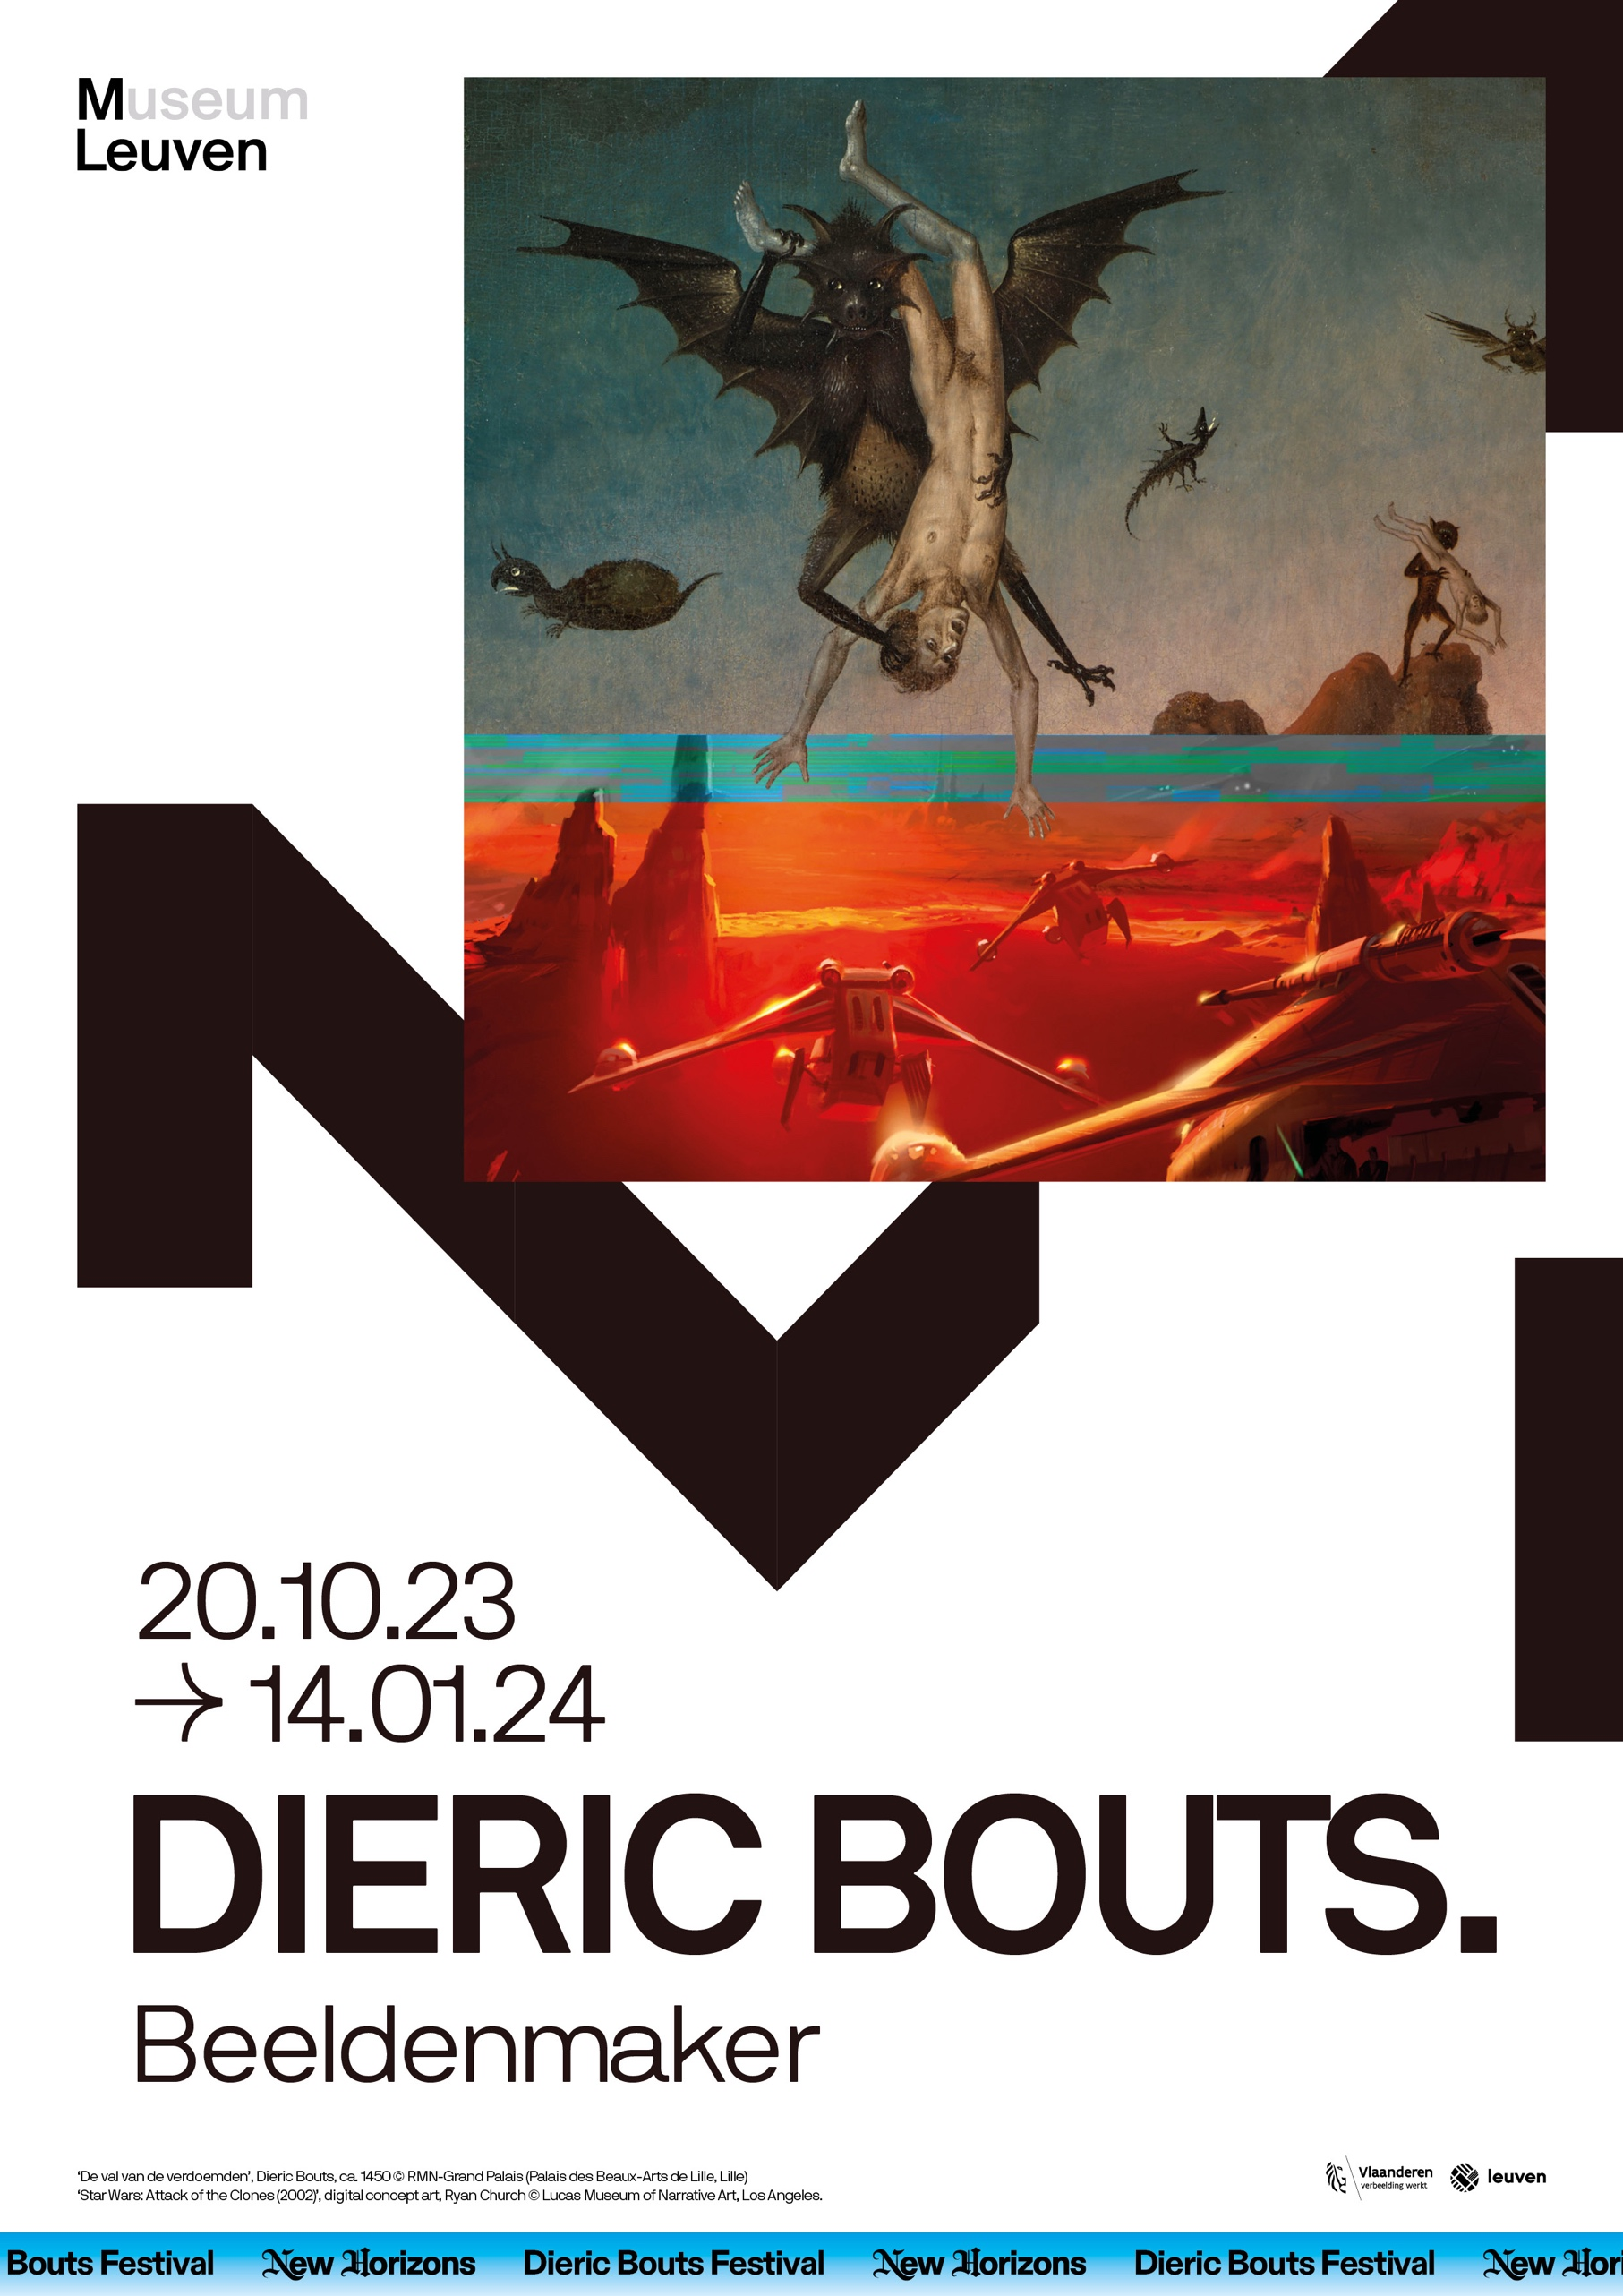 Museum
Leuven
20.10.23
→ 14.01.24
DIERIC BOUTS.
Beeldenmaker
‘De val van de verdoemden’, Dieric Bouts, ca. 1450 © RMN-Grand Palais (Palais des Beaux-Arts de Lille, Lille)
‘Star Wars: Attack of the Clones (2002)’, digital concept art, Ryan Church © Lucas Museum of Narrative Art, Los Angeles.
Vlaanderen
verbeelding werkt
leuven
Bouts Festival New Horizons Dieric Bouts Festival New Horizons Dieric Bouts Festival New Hor